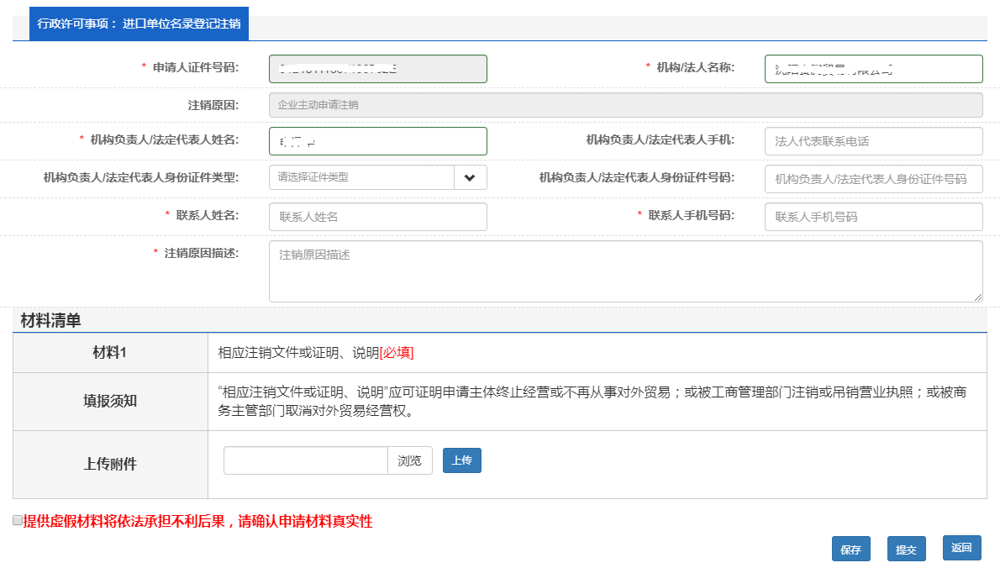 行政许可事项： 进口单位名录登记注销
* 申请人证件号码:
* 机构/法人名称:
注销原因: 企业主动申请注销
* 机构负责人/法定代表人姓名:
机构负责人/法定代表人手机: 法人代表联系电话
机构负责人/法定代表人身份证件类型: 请选择证件类型
机构负责人/法定代表人身份证件号码: 机构负责人/法定代表人身份证件号码
* 联系人姓名: 联系人姓名
* 联系人手机号码: 联系人手机号码
* 注销原因描述: 注销原因描述
材料清单
材料1 相应注销文件或证明、说明[必填]
填报须知 “相应注销文件或证明、说明”应可证明申请主体终止经营或不再从事对外贸易；或被工商管理部门注销或吊销营业执照；或被商
务主管部门取消对外贸易经营权。
上传附件 浏览 上传
提供虚假材料将依法承担不利后果，请确认申请材料真实性
保存 提交 返回